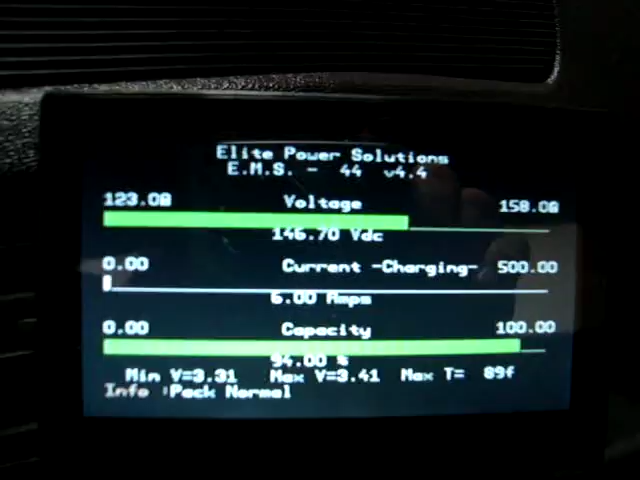 Elite Power Solutions
E.M.S. - 44 v4.4
123.00 Voltage 158.00
146.70 Vdc
0.00 Current -Charging- 500.00
6.00 Amps
0.00 Capacity 100.00
94.00 %
Min V=3.31 Max V=3.41 Max T= 89f
Info :Pack Normal